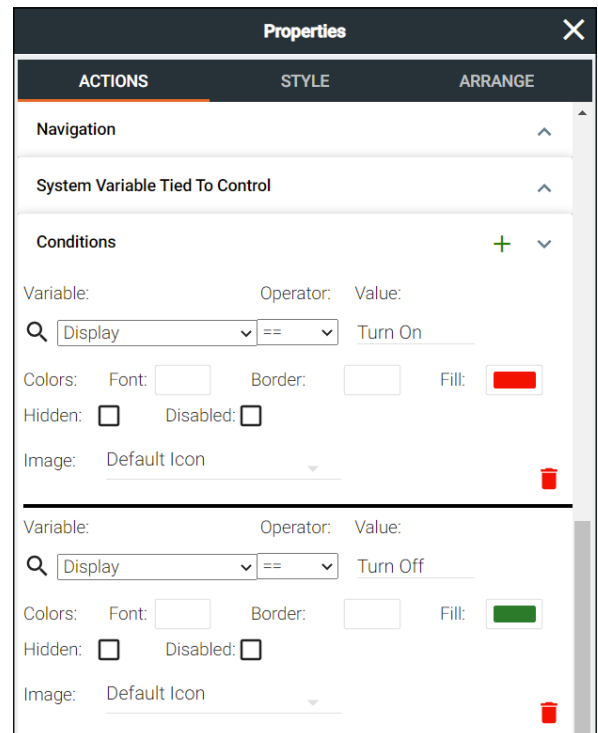 Properties
ACTIONS STYLE ARRANGE
Navigation
System Variable Tied To Control
Conditions
Variable: Operator: Value:
Display == Turn On
Colors: Font: Border: Fill:
Hidden: Disabled:
Image: Default Icon
Variable: Operator: Value:
Display == Turn Off
Colors: Font: Border: Fill:
Hidden: Disabled:
Image: Default Icon